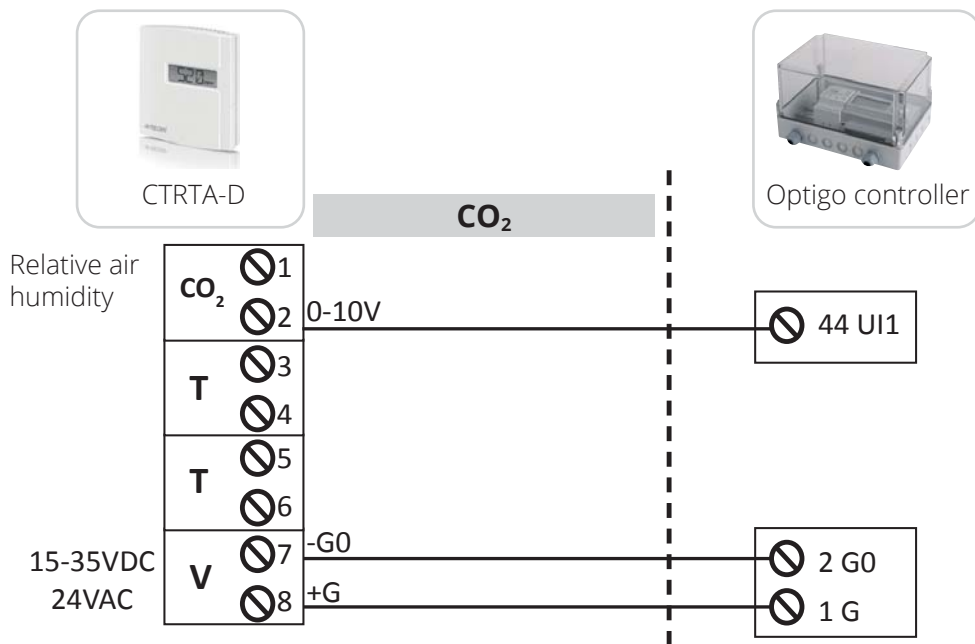 520
CTRTA-D
Optigo controller
CO₂
Relative air
humidity
CO₂
1
2
0-10V
44 UI1
T
3
4
T
5
6
15-35VDC
24VAC
V
7
-G0
2 G0
8
+G
1 G